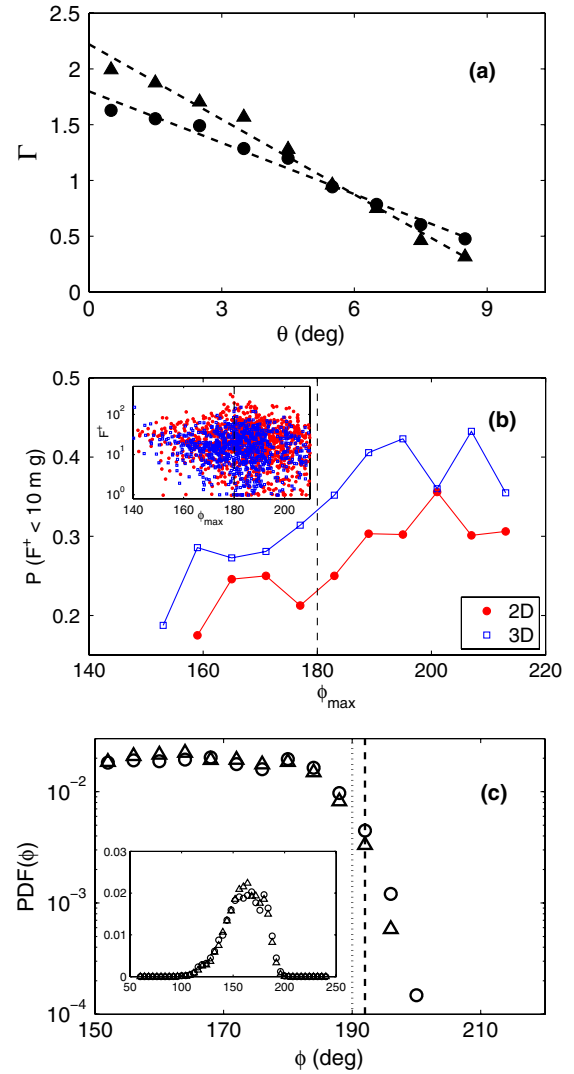 2.5
2
1.5
1
0.5
0
Γ
(a)
0 3 6 9
θ (deg)
0.5
0.4
0.3
0.2
P (F⁺ < 10 m g)
(b)
10²
10¹
10⁰
F⁺
140 160 180 200
ϕmax
2D
3D
140 160 180 200 220
ϕmax
10⁻²
10⁻³
10⁻⁴
PDF(ϕ)
(c)
0.03
0.02
0.01
0
50 100 150 200 250
150 170 190 210
ϕ (deg)